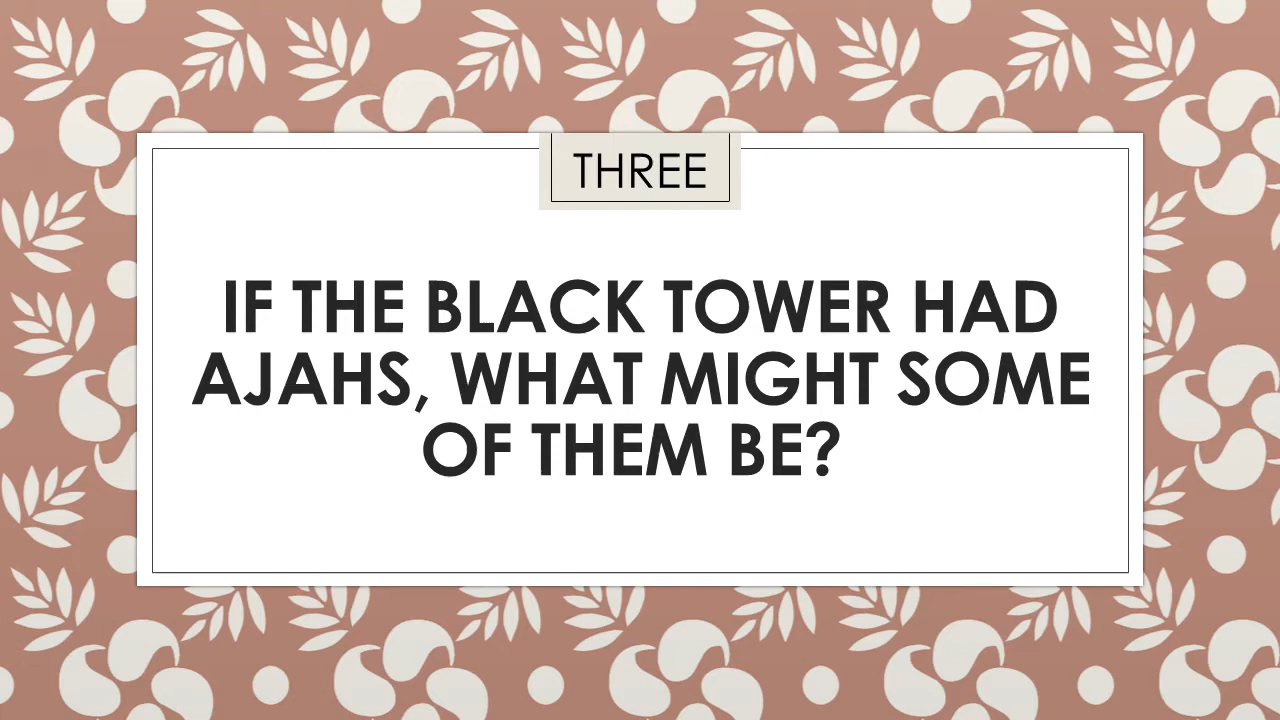 THREE
IF THE BLACK TOWER HAD
AJAHS, WHAT MIGHT SOME
OF THEM BE?